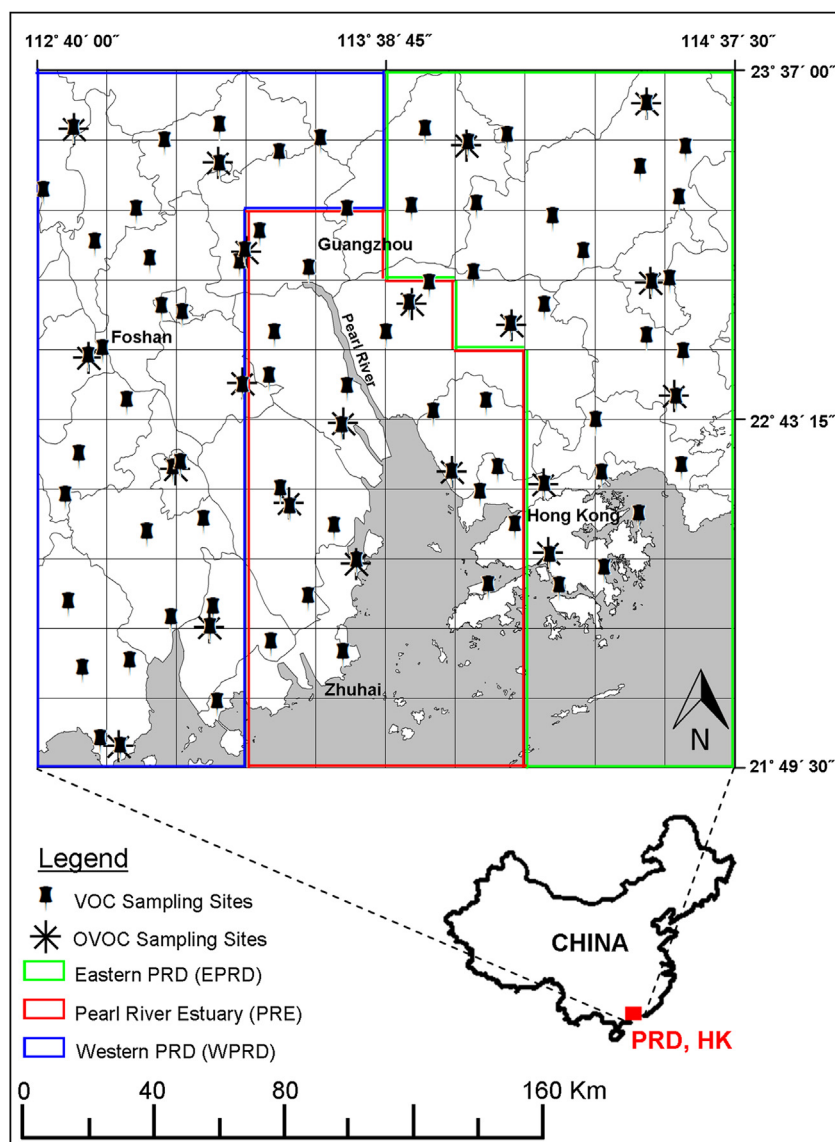 112° 40´ 00˝ 113° 38´ 45˝ 114° 37´ 30˝
23° 37´ 00˝
Guangzhou
Pearl River
Foshan
22° 43´ 15˝
Hong Kong
Zhuhai
N
21° 49´ 30˝
Legend
VOC Sampling Sites
OVOC Sampling Sites
Eastern PRD (EPRD)
Pearl River Estuary (PRE)
Western PRD (WPRD)
CHINA
PRD, HK
0 40 80 160 Km